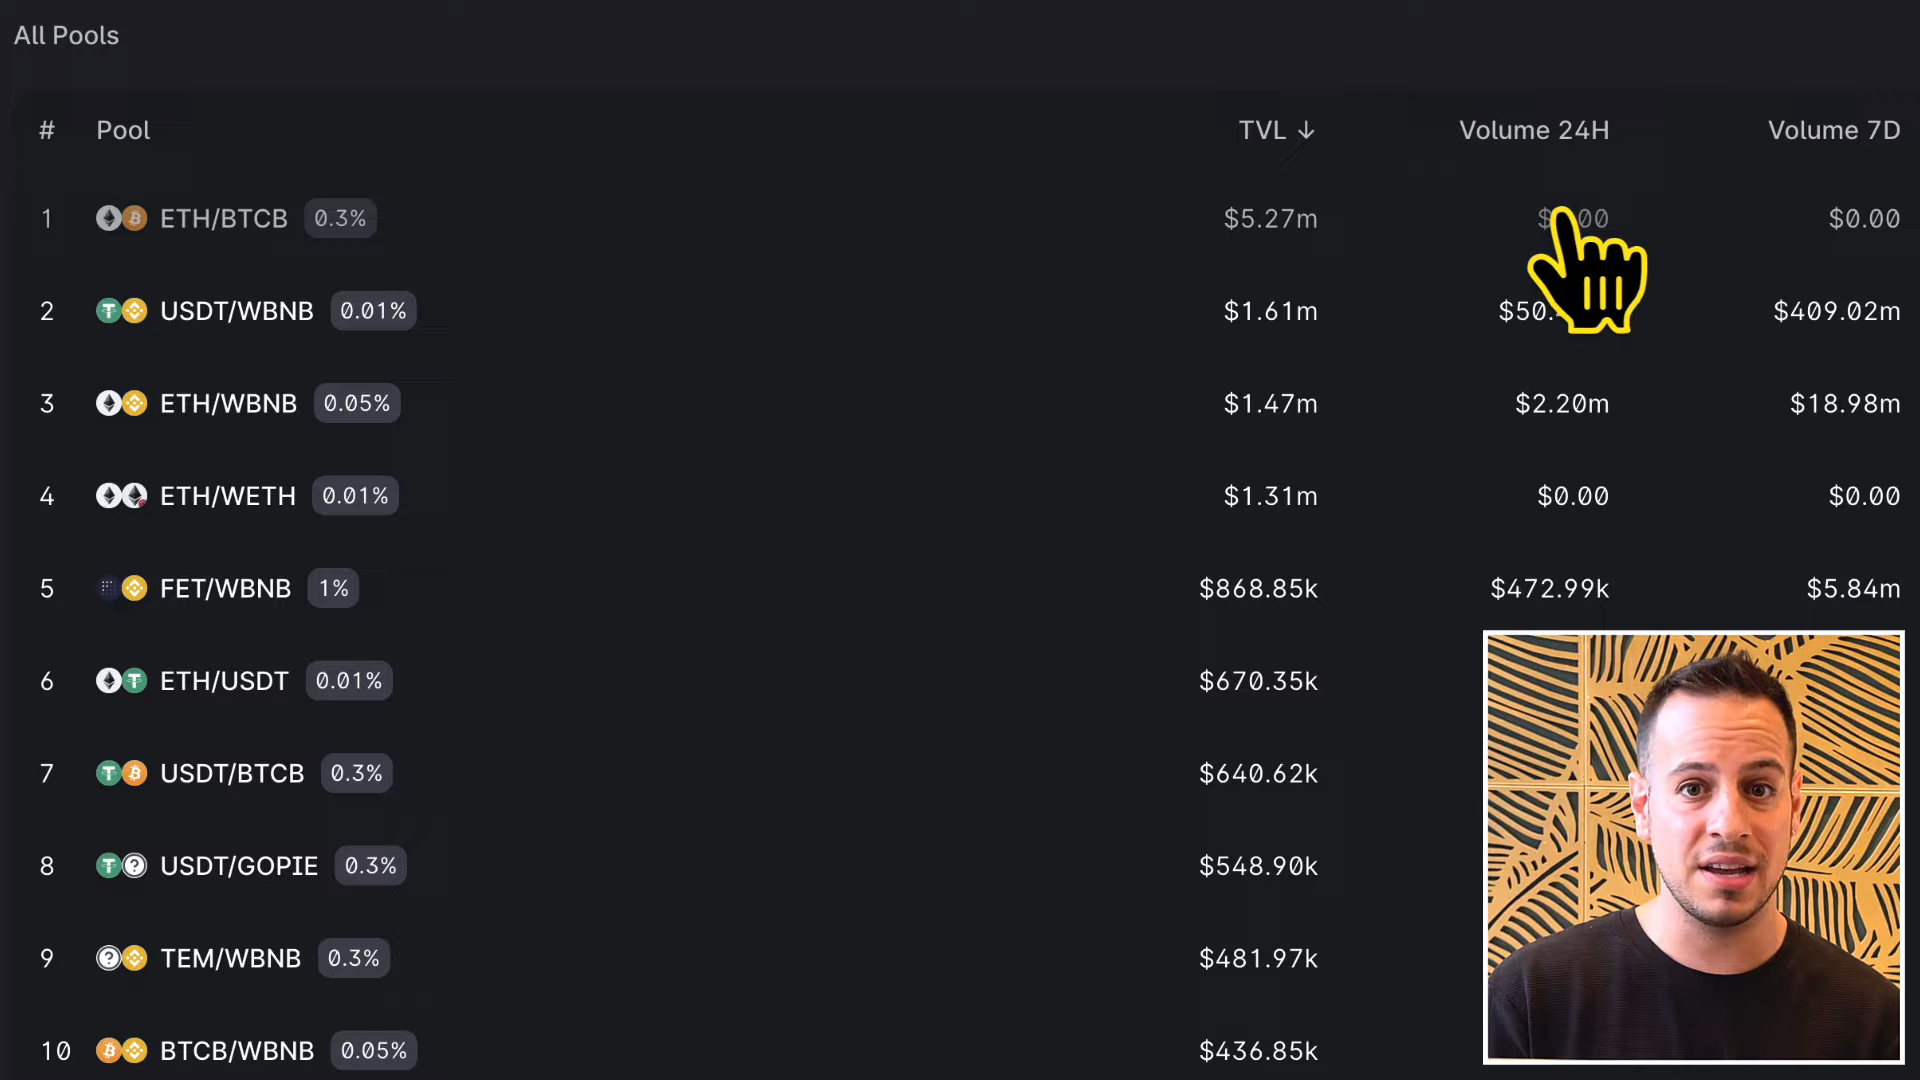 All Pools
# Pool TVL ↓ Volume 24H Volume 7D
1 ETH/BTCB 0.3% $5.27m $0.00
2 USDT/WBNB 0.01% $1.61m $409.02m
3 ETH/WBNB 0.05% $1.47m $2.20m $18.98m
4 ETH/WETH 0.01% $1.31m $0.00 $0.00
5 FET/WBNB 1% $868.85k $472.99k $5.84m
6 ETH/USDT 0.01% $670.35k
7 USDT/BTCB 0.3% $640.62k
8 USDT/GOPIE 0.3% $548.90k
9 TEM/WBNB 0.3% $481.97k
10 BTCB/WBNB 0.05% $436.85k